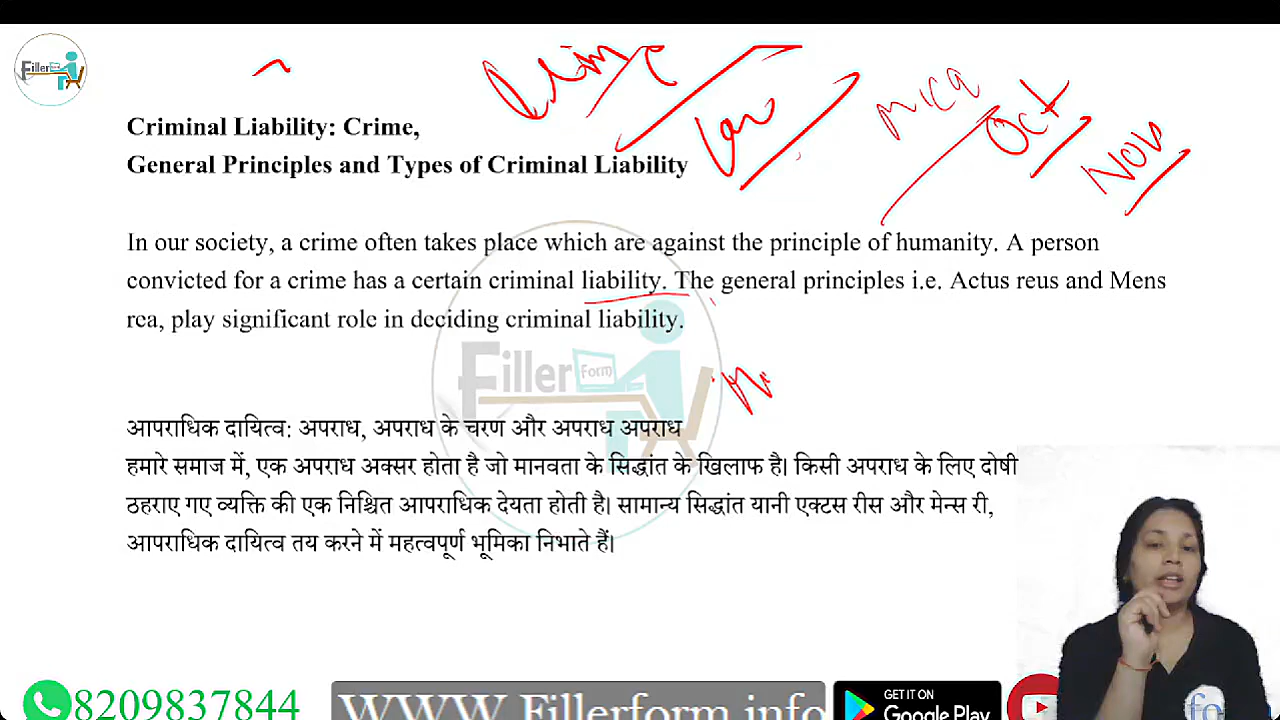 Fillerform
Crime
Law
Oct
Nov
Criminal Liability: Crime,
General Principles and Types of Criminal Liability
In our society, a crime often takes place which are against the principle of humanity. A person
convicted for a crime has a certain criminal liability. The general principles i.e. Actus reus and Mens
rea, play significant role in deciding criminal liability.
Filler Form
आपराधिक दायित्व: अपराध, अपराध के चरण और अपराध अपराध
हमारे समाज में, एक अपराध अक्सर होता है जो मानवता के सिद्धांत के खिलाफ है। किसी अपराध के लिए दोषी
ठहराए गए व्यक्ति की एक निश्चित आपराधिक देयता होती है। सामान्य सिद्धांत यानी एक्टस रीस और मेन्स री,
आपराधिक दायित्व तय करने में महत्वपूर्ण भूमिका निभाते हैं।
8209837844
WWW.Fillerform.info
GET IT ON
Google Play